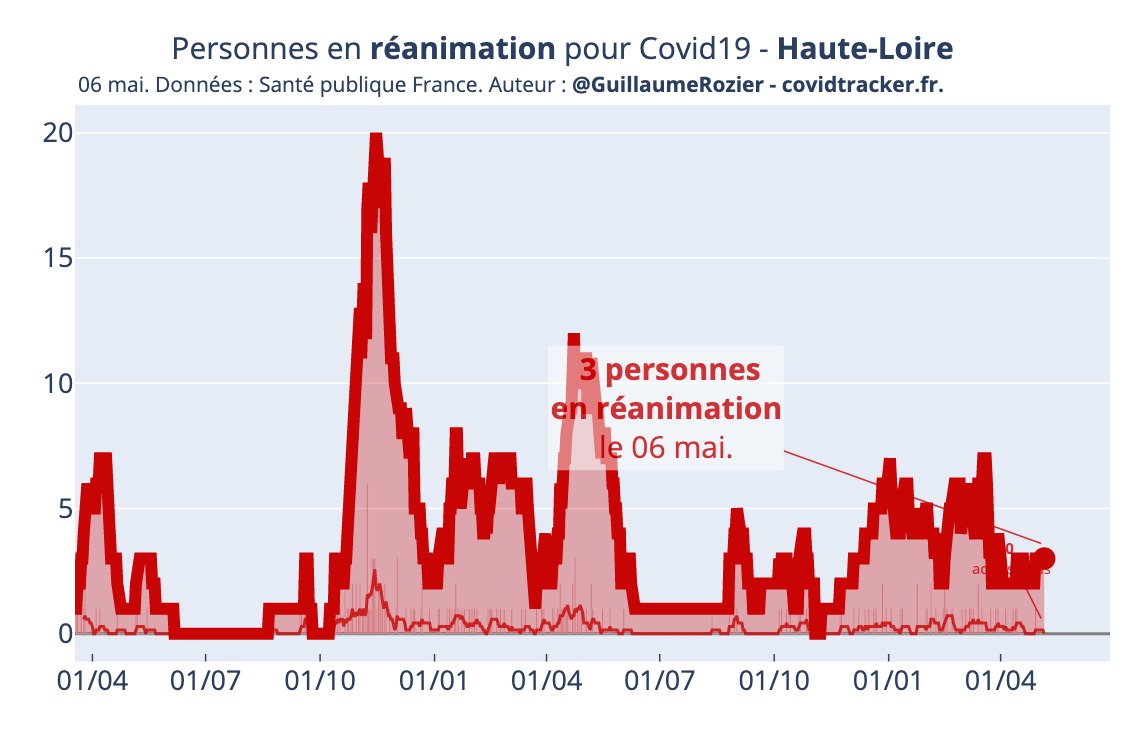 Personnes en réanimation pour Covid19 - Haute-Loire
06 mai. Données : Santé publique France. Auteur : @GuillaumeRozier - covidtracker.fr.
20
15
10
5
0
3 personnes
en réanimation
le 06 mai.
0
01/04 01/07 01/10 01/01 01/04 01/07 01/10 01/01 01/04